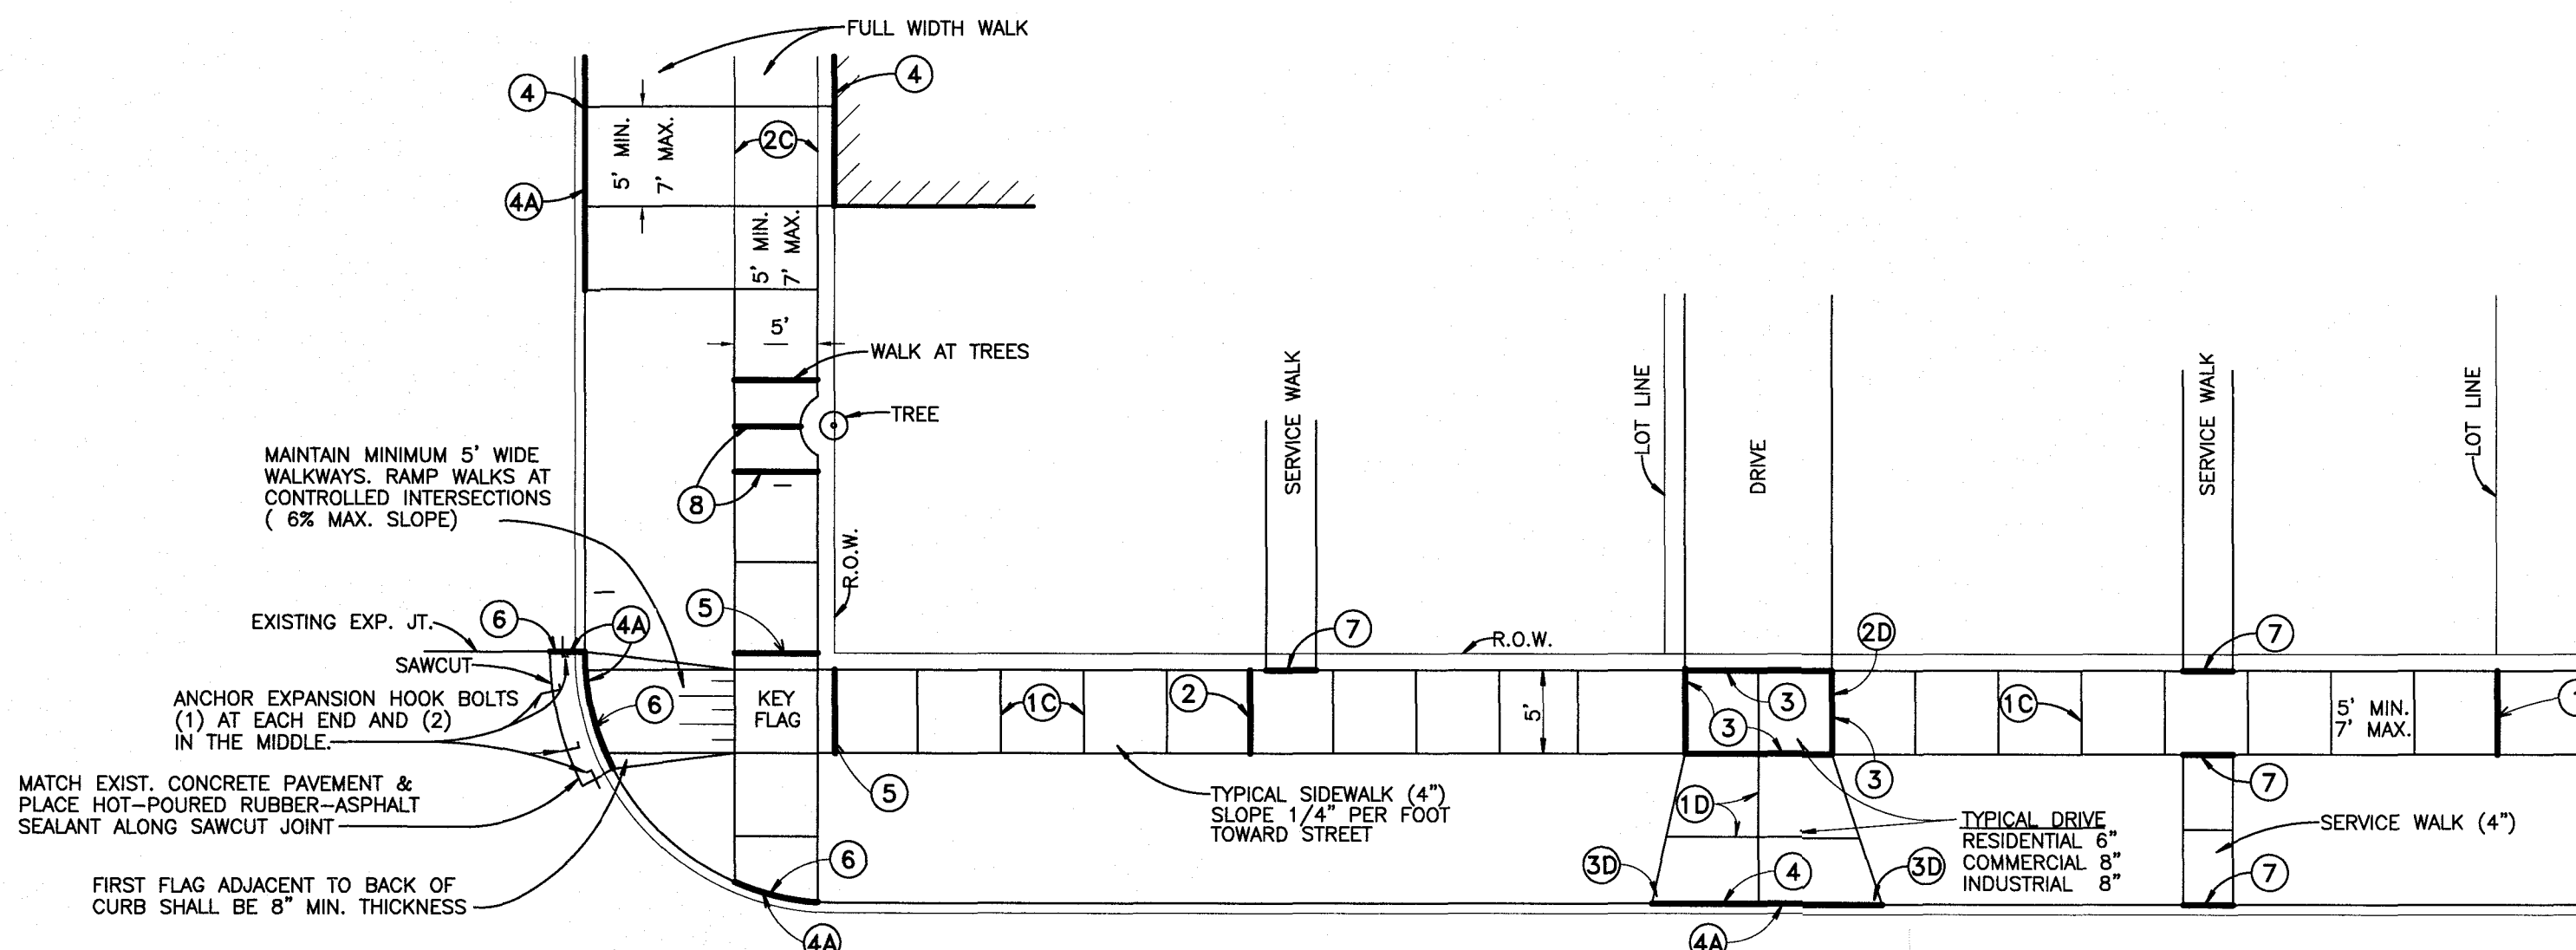 FULL WIDTH WALK
4
4
5' MIN.
7' MAX.
2C
4A
5' MIN.
7' MAX.
5'
WALK AT TREES
TREE
8
MAINTAIN MINIMUM 5' WIDE
WALKWAYS. RAMP WALKS AT
CONTROLLED INTERSECTIONS
( 6% MAX. SLOPE)
R.O.W.
SERVICE WALK
LOT LINE
DRIVE
SERVICE WALK
LOT LINE
EXISTING EXP. JT.
6
4A
5
7
R.O.W.
2D
7
SAWCUT
ANCHOR EXPANSION HOOK BOLTS
(1) AT EACH END AND (2)
IN THE MIDDLE.
6
KEY
FLAG
1C
2
5'
3
3
1C
5' MIN.
7' MAX.
MATCH EXIST. CONCRETE PAVEMENT &
PLACE HOT-POURED RUBBER-ASPHALT
SEALANT ALONG SAWCUT JOINT
5
TYPICAL SIDEWALK (4")
SLOPE 1/4" PER FOOT
TOWARD STREET
3
7
1D
TYPICAL DRIVE
RESIDENTIAL 6"
COMMERCIAL 8"
INDUSTRIAL 8"
SERVICE WALK (4")
FIRST FLAG ADJACENT TO BACK OF
CURB SHALL BE 8" MIN. THICKNESS
6
3D
4
3D
7
4A
4A